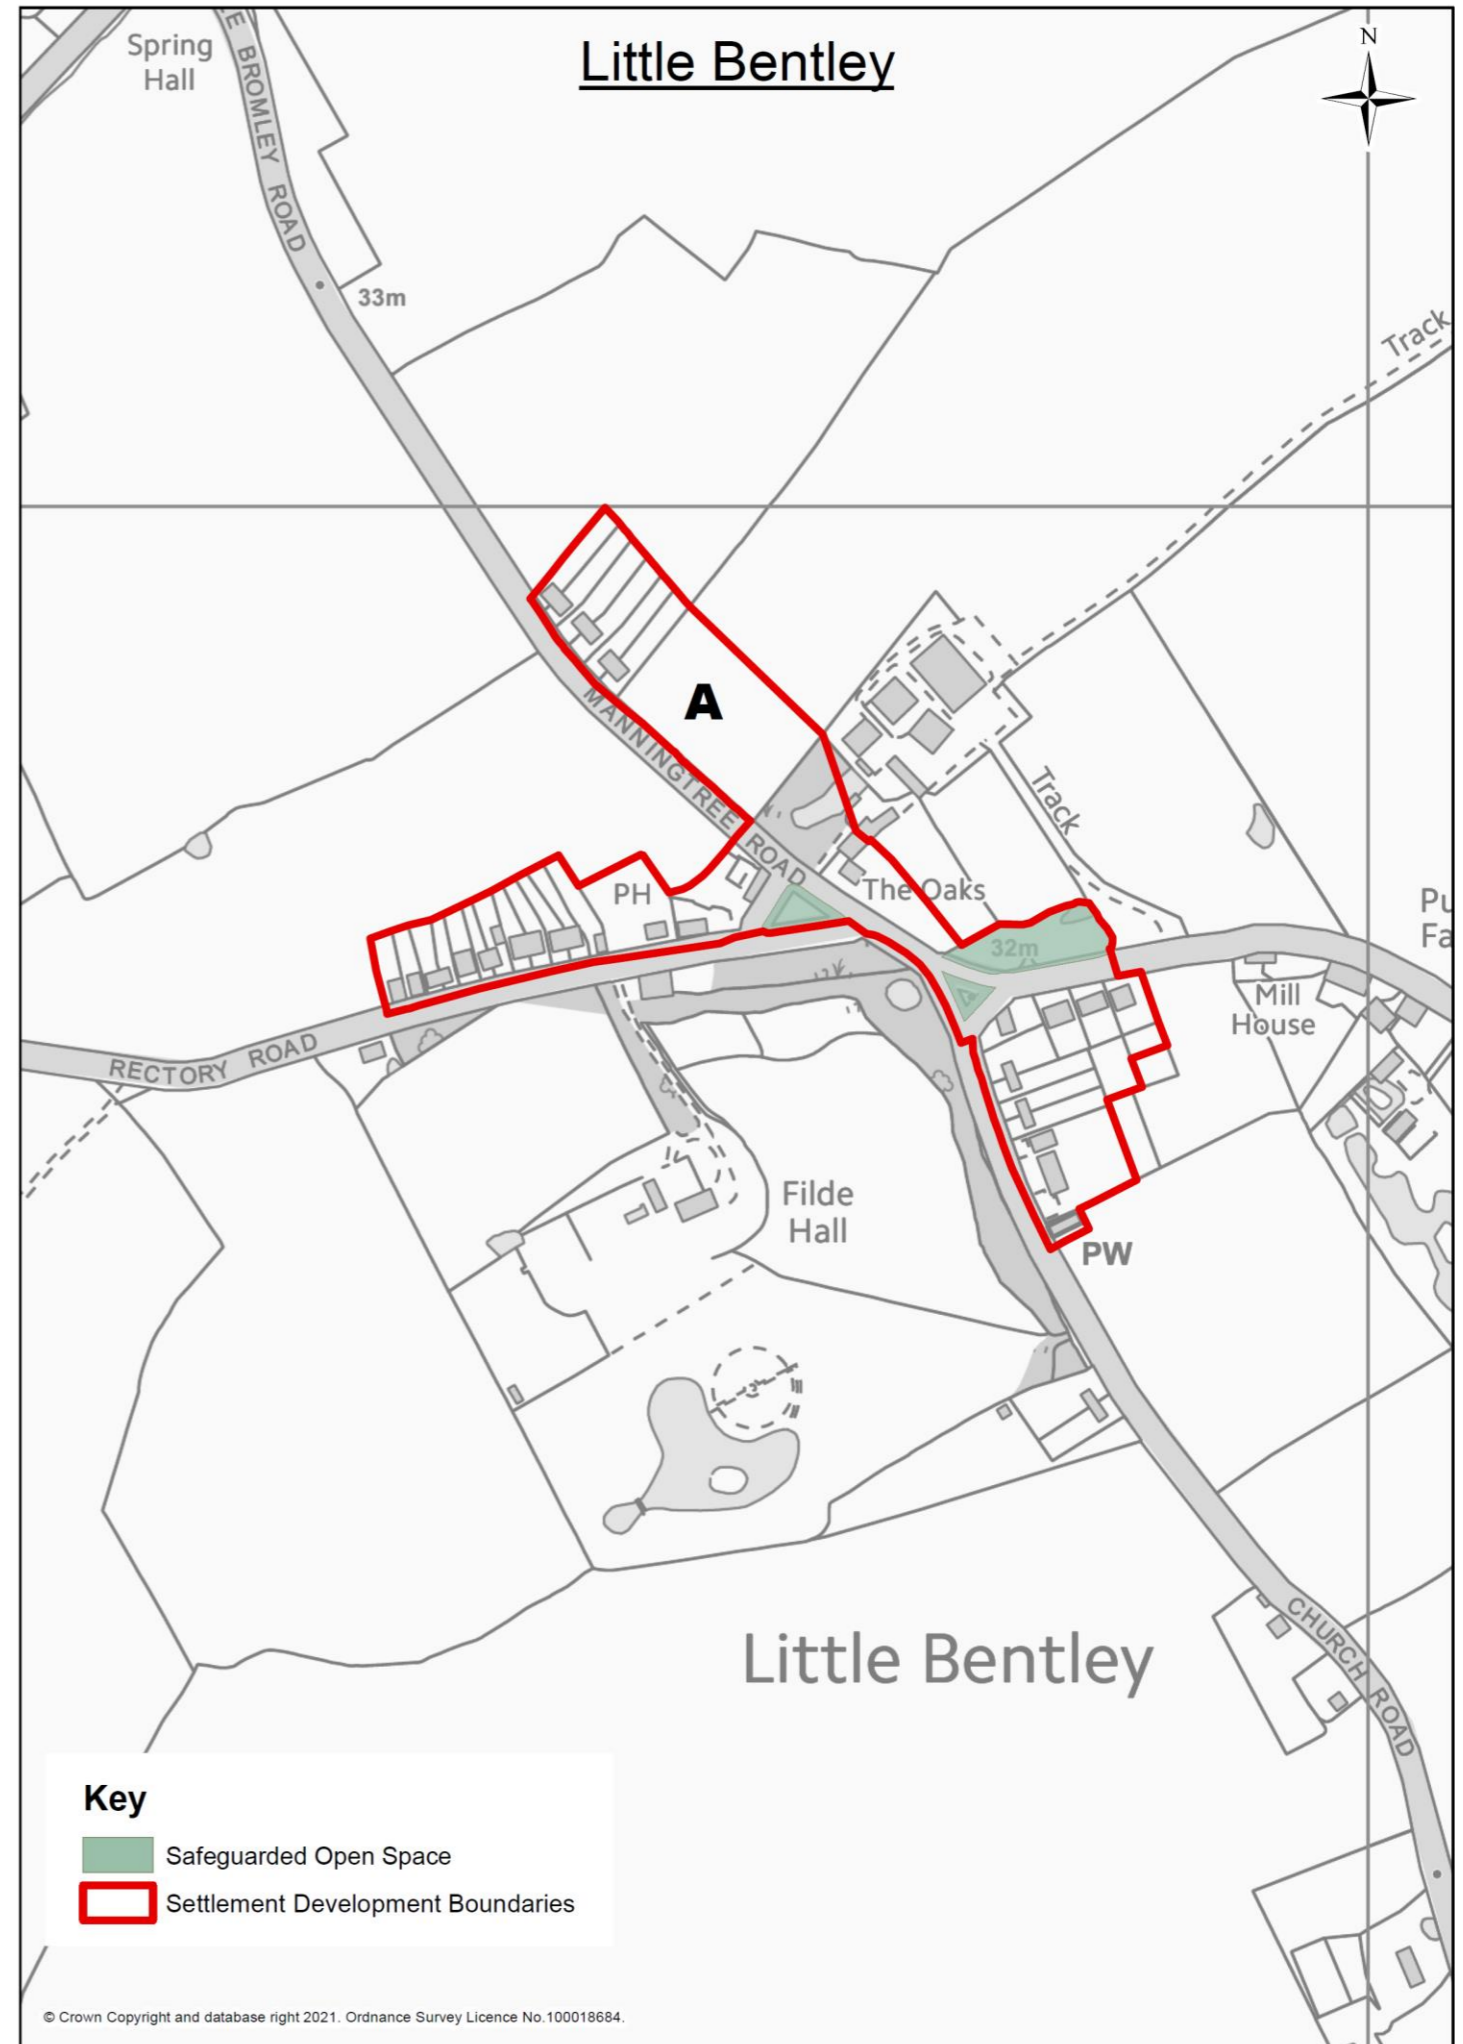 Little Bentley
N
Spring
Hall
E BROMLEY ROAD
33m
Track
A
MANNINGTREE ROAD
Track
The Oaks
PH
32m
Pu
Fa
Mill
House
RECTORY ROAD
Filde
Hall
PW
Little Bentley
CHURCH ROAD
Key
Safeguarded Open Space
Settlement Development Boundaries
© Crown Copyright and database right 2021. Ordnance Survey Licence No.100018684.